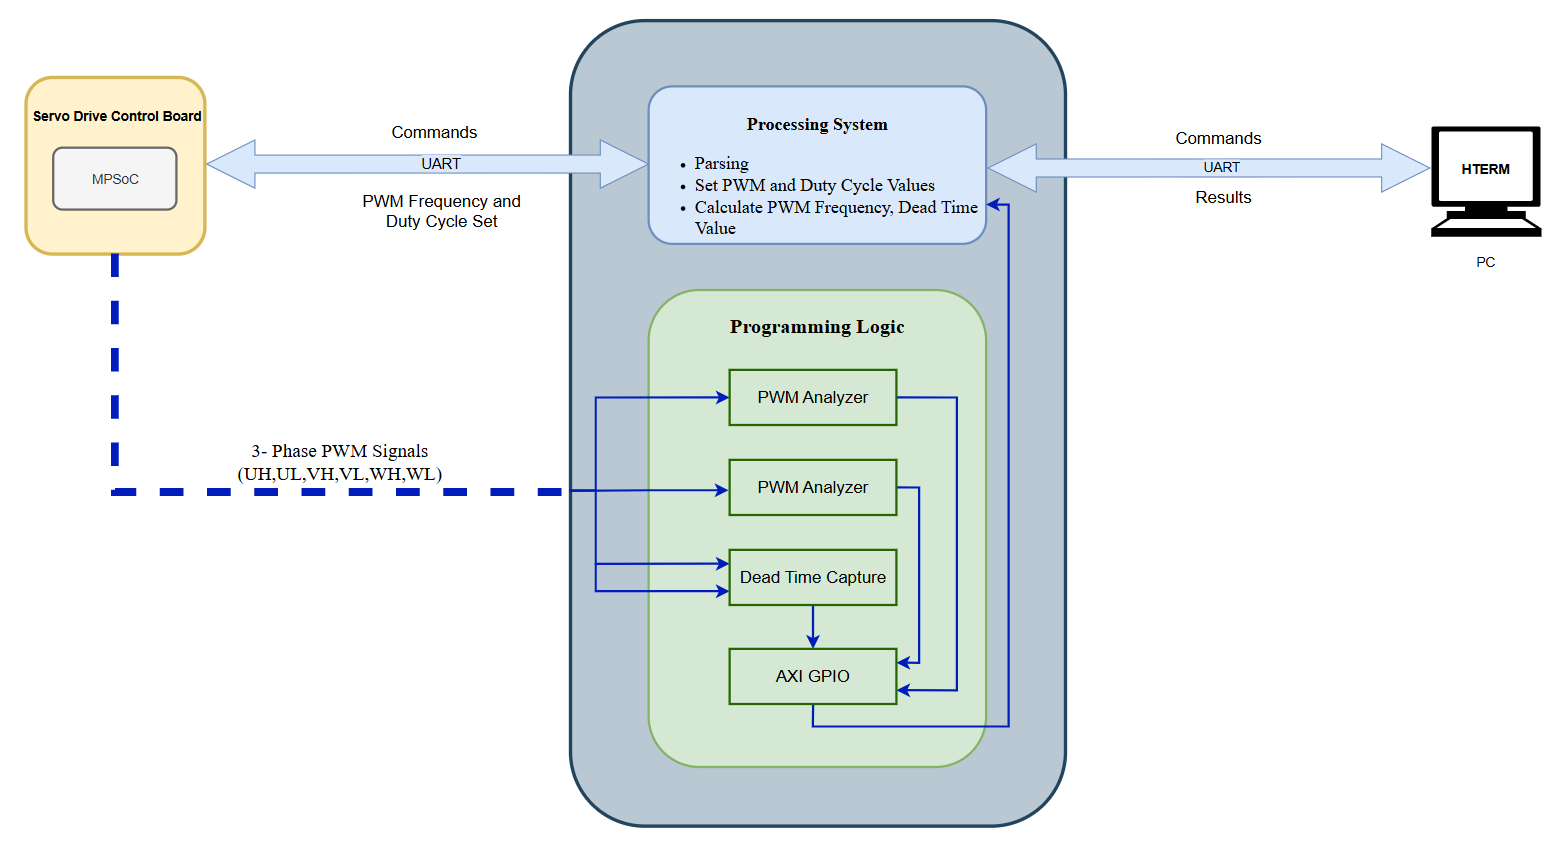 Servo Drive Control Board
MPSoC
Commands
UART
PWM Frequency and
Duty Cycle Set
Processing System
• Parsing
• Set PWM and Duty Cycle Values
• Calculate PWM Frequency, Dead Time
Value
Commands
UART
Results
HTERM
PC
Programming Logic
PWM Analyzer
PWM Analyzer
Dead Time Capture
AXI GPIO
3- Phase PWM Signals
(UH,UL,VH,VL,WH,WL)